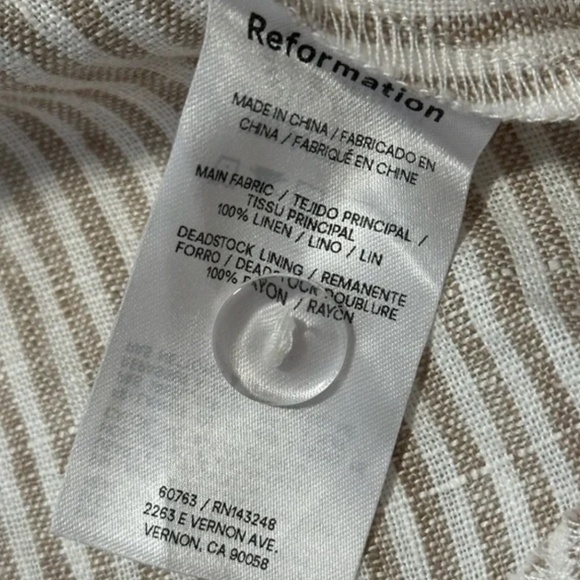 Reformation
MADE IN CHINA / FABRICADO EN
CHINA / FABRIQUÉ EN CHINE
MAIN FABRIC / TEJIDO PRINCIPAL /
TISSU PRINCIPAL
100% LINEN / LINO / LIN
DEADSTOCK LINING / REMANENTE
FORRO / DEADSTOCK DOUBLURE
100% RAYON / RAYÓN
60763 / RN143248
2263 E VERNON AVE.
VERNON, CA 90058